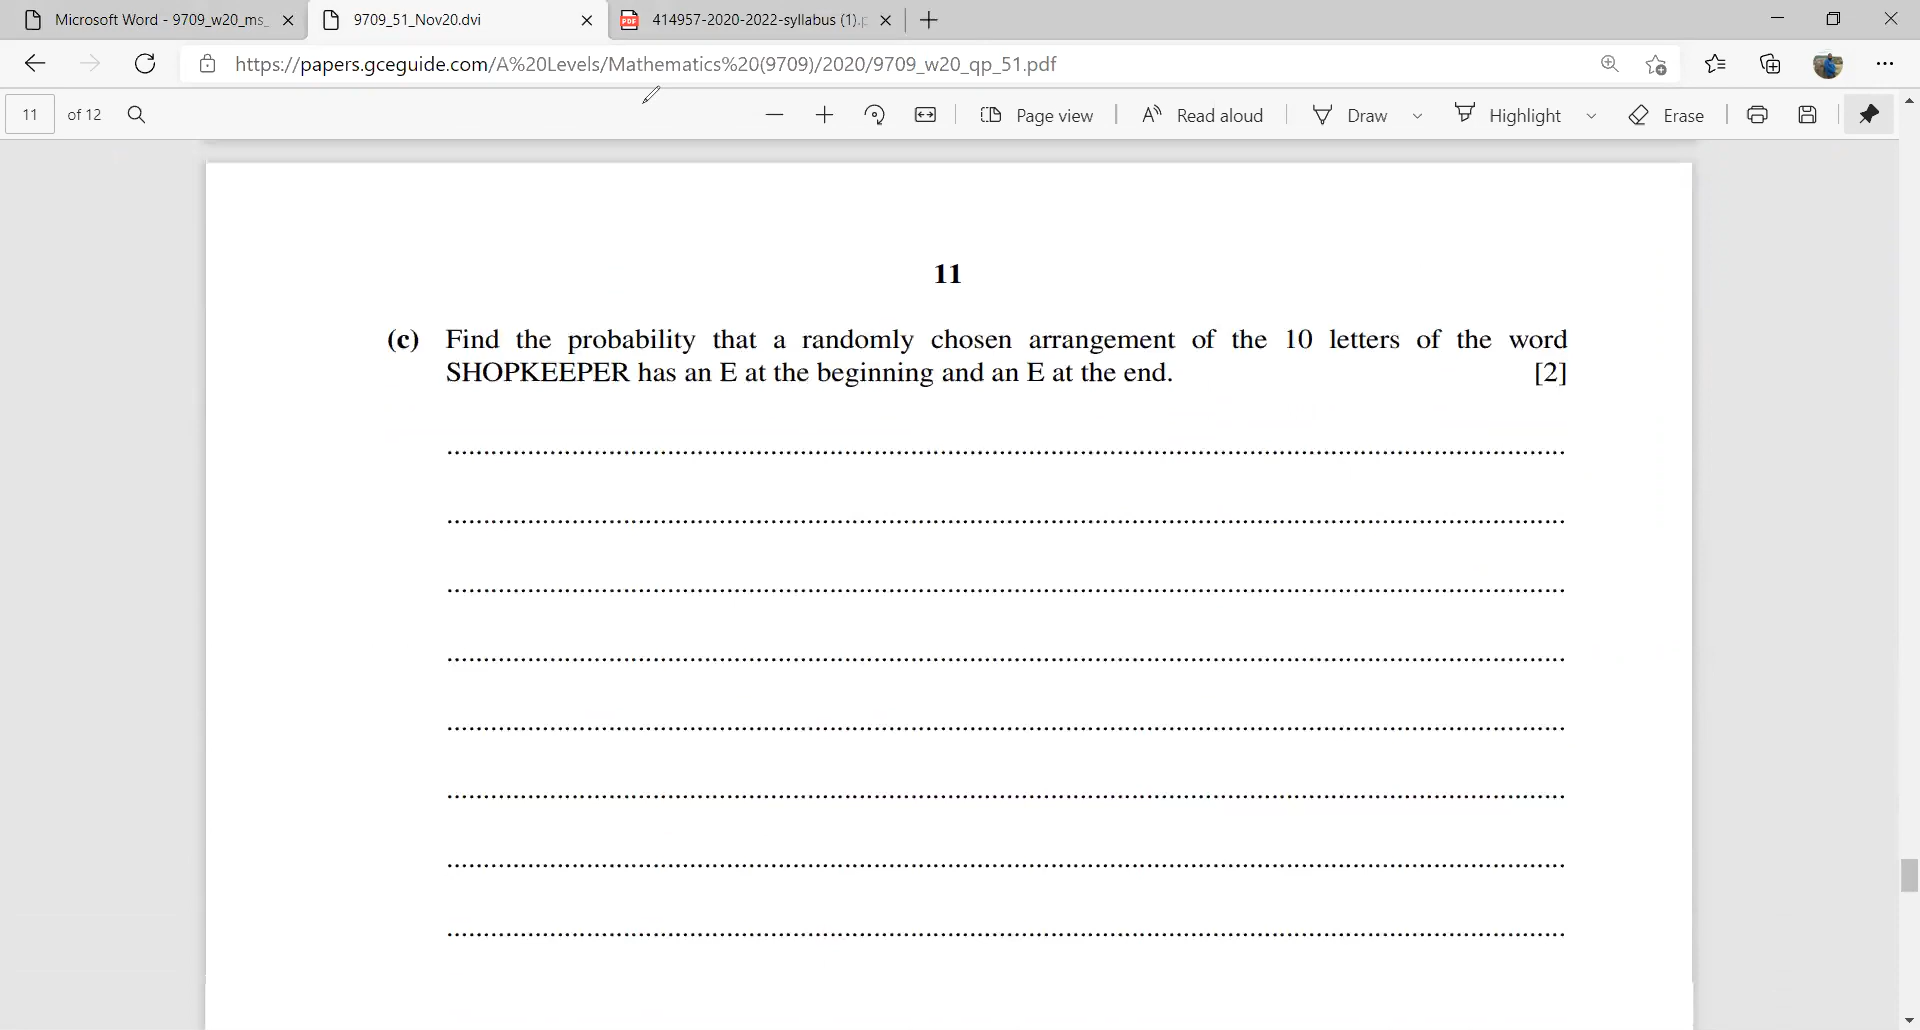 Microsoft Word - 9709_w20_ms_
9709_51_Nov20.dvi
PDF
414957-2020-2022-syllabus (1).p
https://papers.gceguide.com/A%20Levels/Mathematics%20(9709)/2020/9709_w20_qp_51.pdf
11 of 12
Page view
Read aloud
Draw
Highlight
Erase
11
(c) Find the probability that a randomly chosen arrangement of the 10 letters of the word
SHOPKEEPER has an E at the beginning and an E at the end. [2]